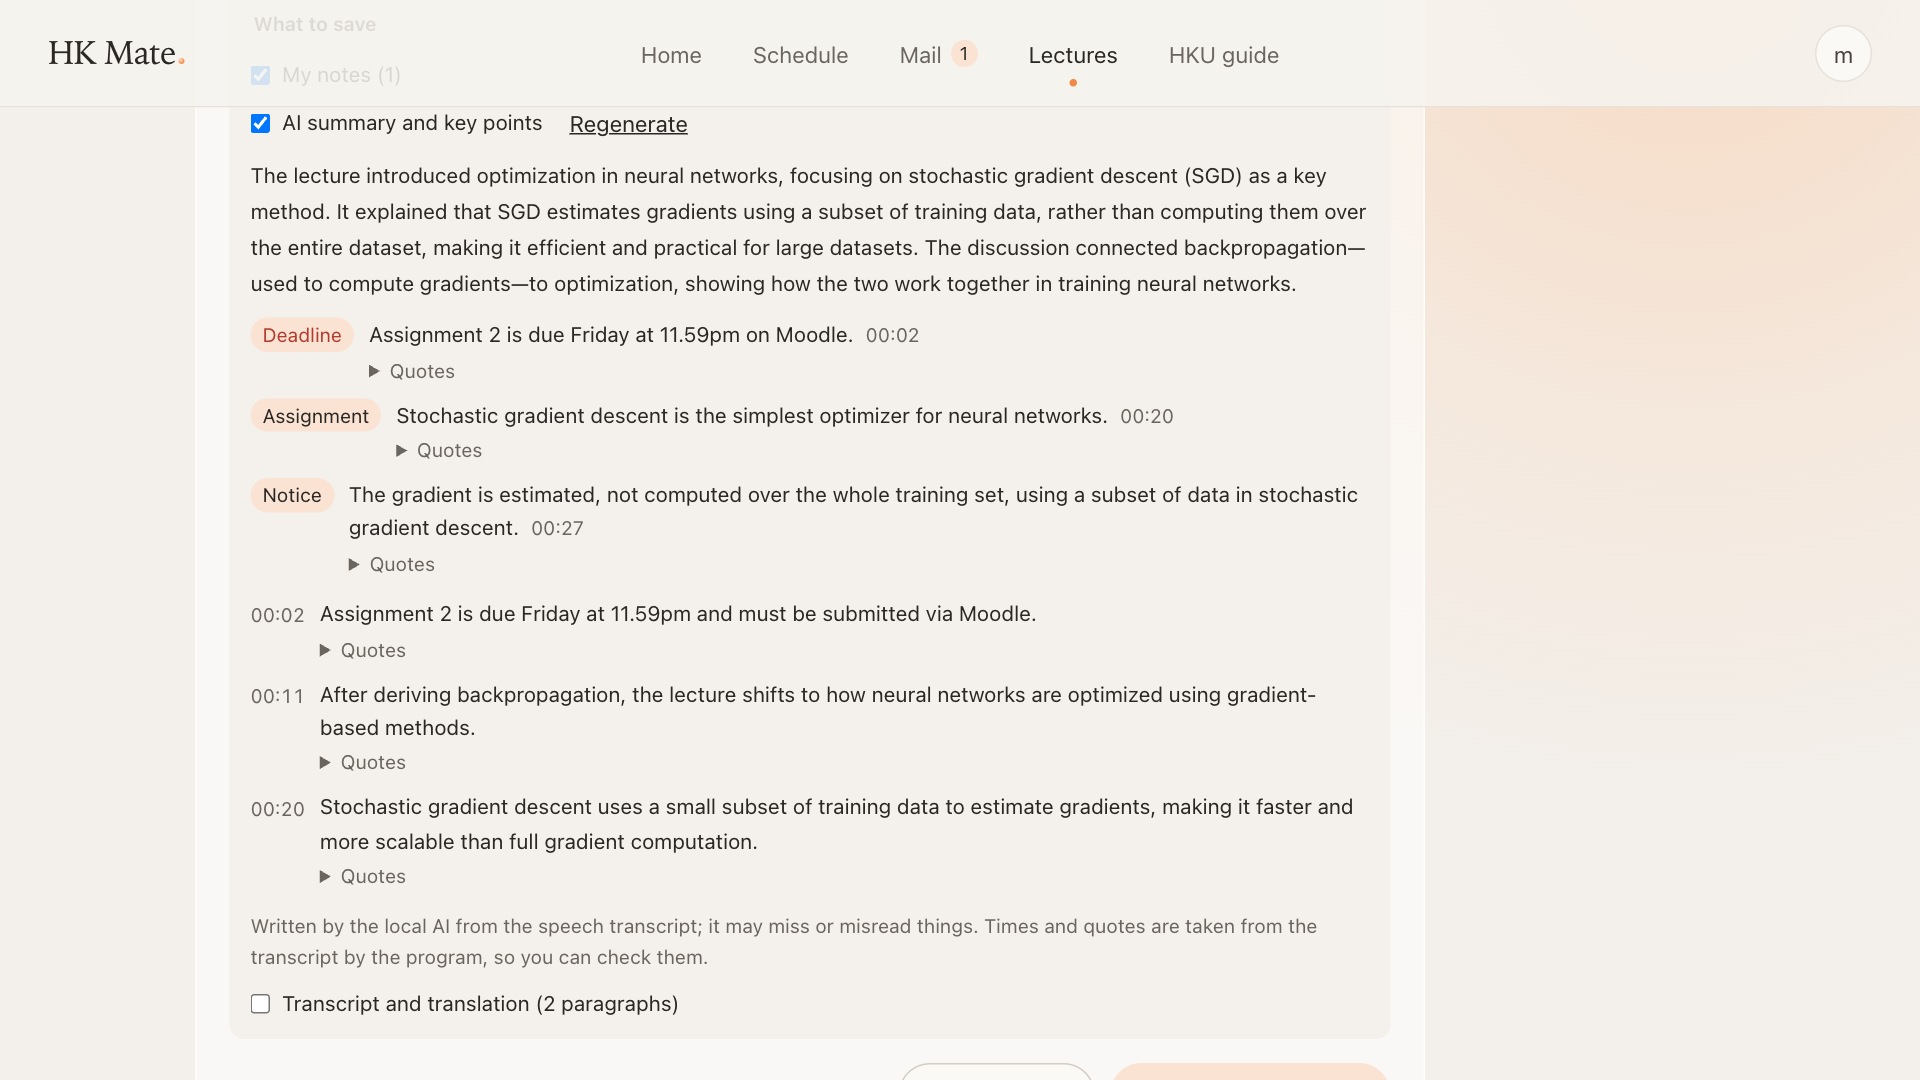 HK Mate.
Home
Schedule
Mail 1
Lectures
HKU guide
m
What to save
My notes (1)
AI summary and key points Regenerate
The lecture introduced optimization in neural networks, focusing on stochastic gradient descent (SGD) as a key
method. It explained that SGD estimates gradients using a subset of training data, rather than computing them over
the entire dataset, making it efficient and practical for large datasets. The discussion connected backpropagation—
used to compute gradients—to optimization, showing how the two work together in training neural networks.
Deadline Assignment 2 is due Friday at 11.59pm on Moodle. 00:02
Quotes
Assignment Stochastic gradient descent is the simplest optimizer for neural networks. 00:20
Quotes
Notice The gradient is estimated, not computed over the whole training set, using a subset of data in stochastic
gradient descent. 00:27
Quotes
00:02 Assignment 2 is due Friday at 11.59pm and must be submitted via Moodle.
Quotes
00:11 After deriving backpropagation, the lecture shifts to how neural networks are optimized using gradient-
based methods.
Quotes
00:20 Stochastic gradient descent uses a small subset of training data to estimate gradients, making it faster and
more scalable than full gradient computation.
Quotes
Written by the local AI from the speech transcript; it may miss or misread things. Times and quotes are taken from the
transcript by the program, so you can check them.
Transcript and translation (2 paragraphs)